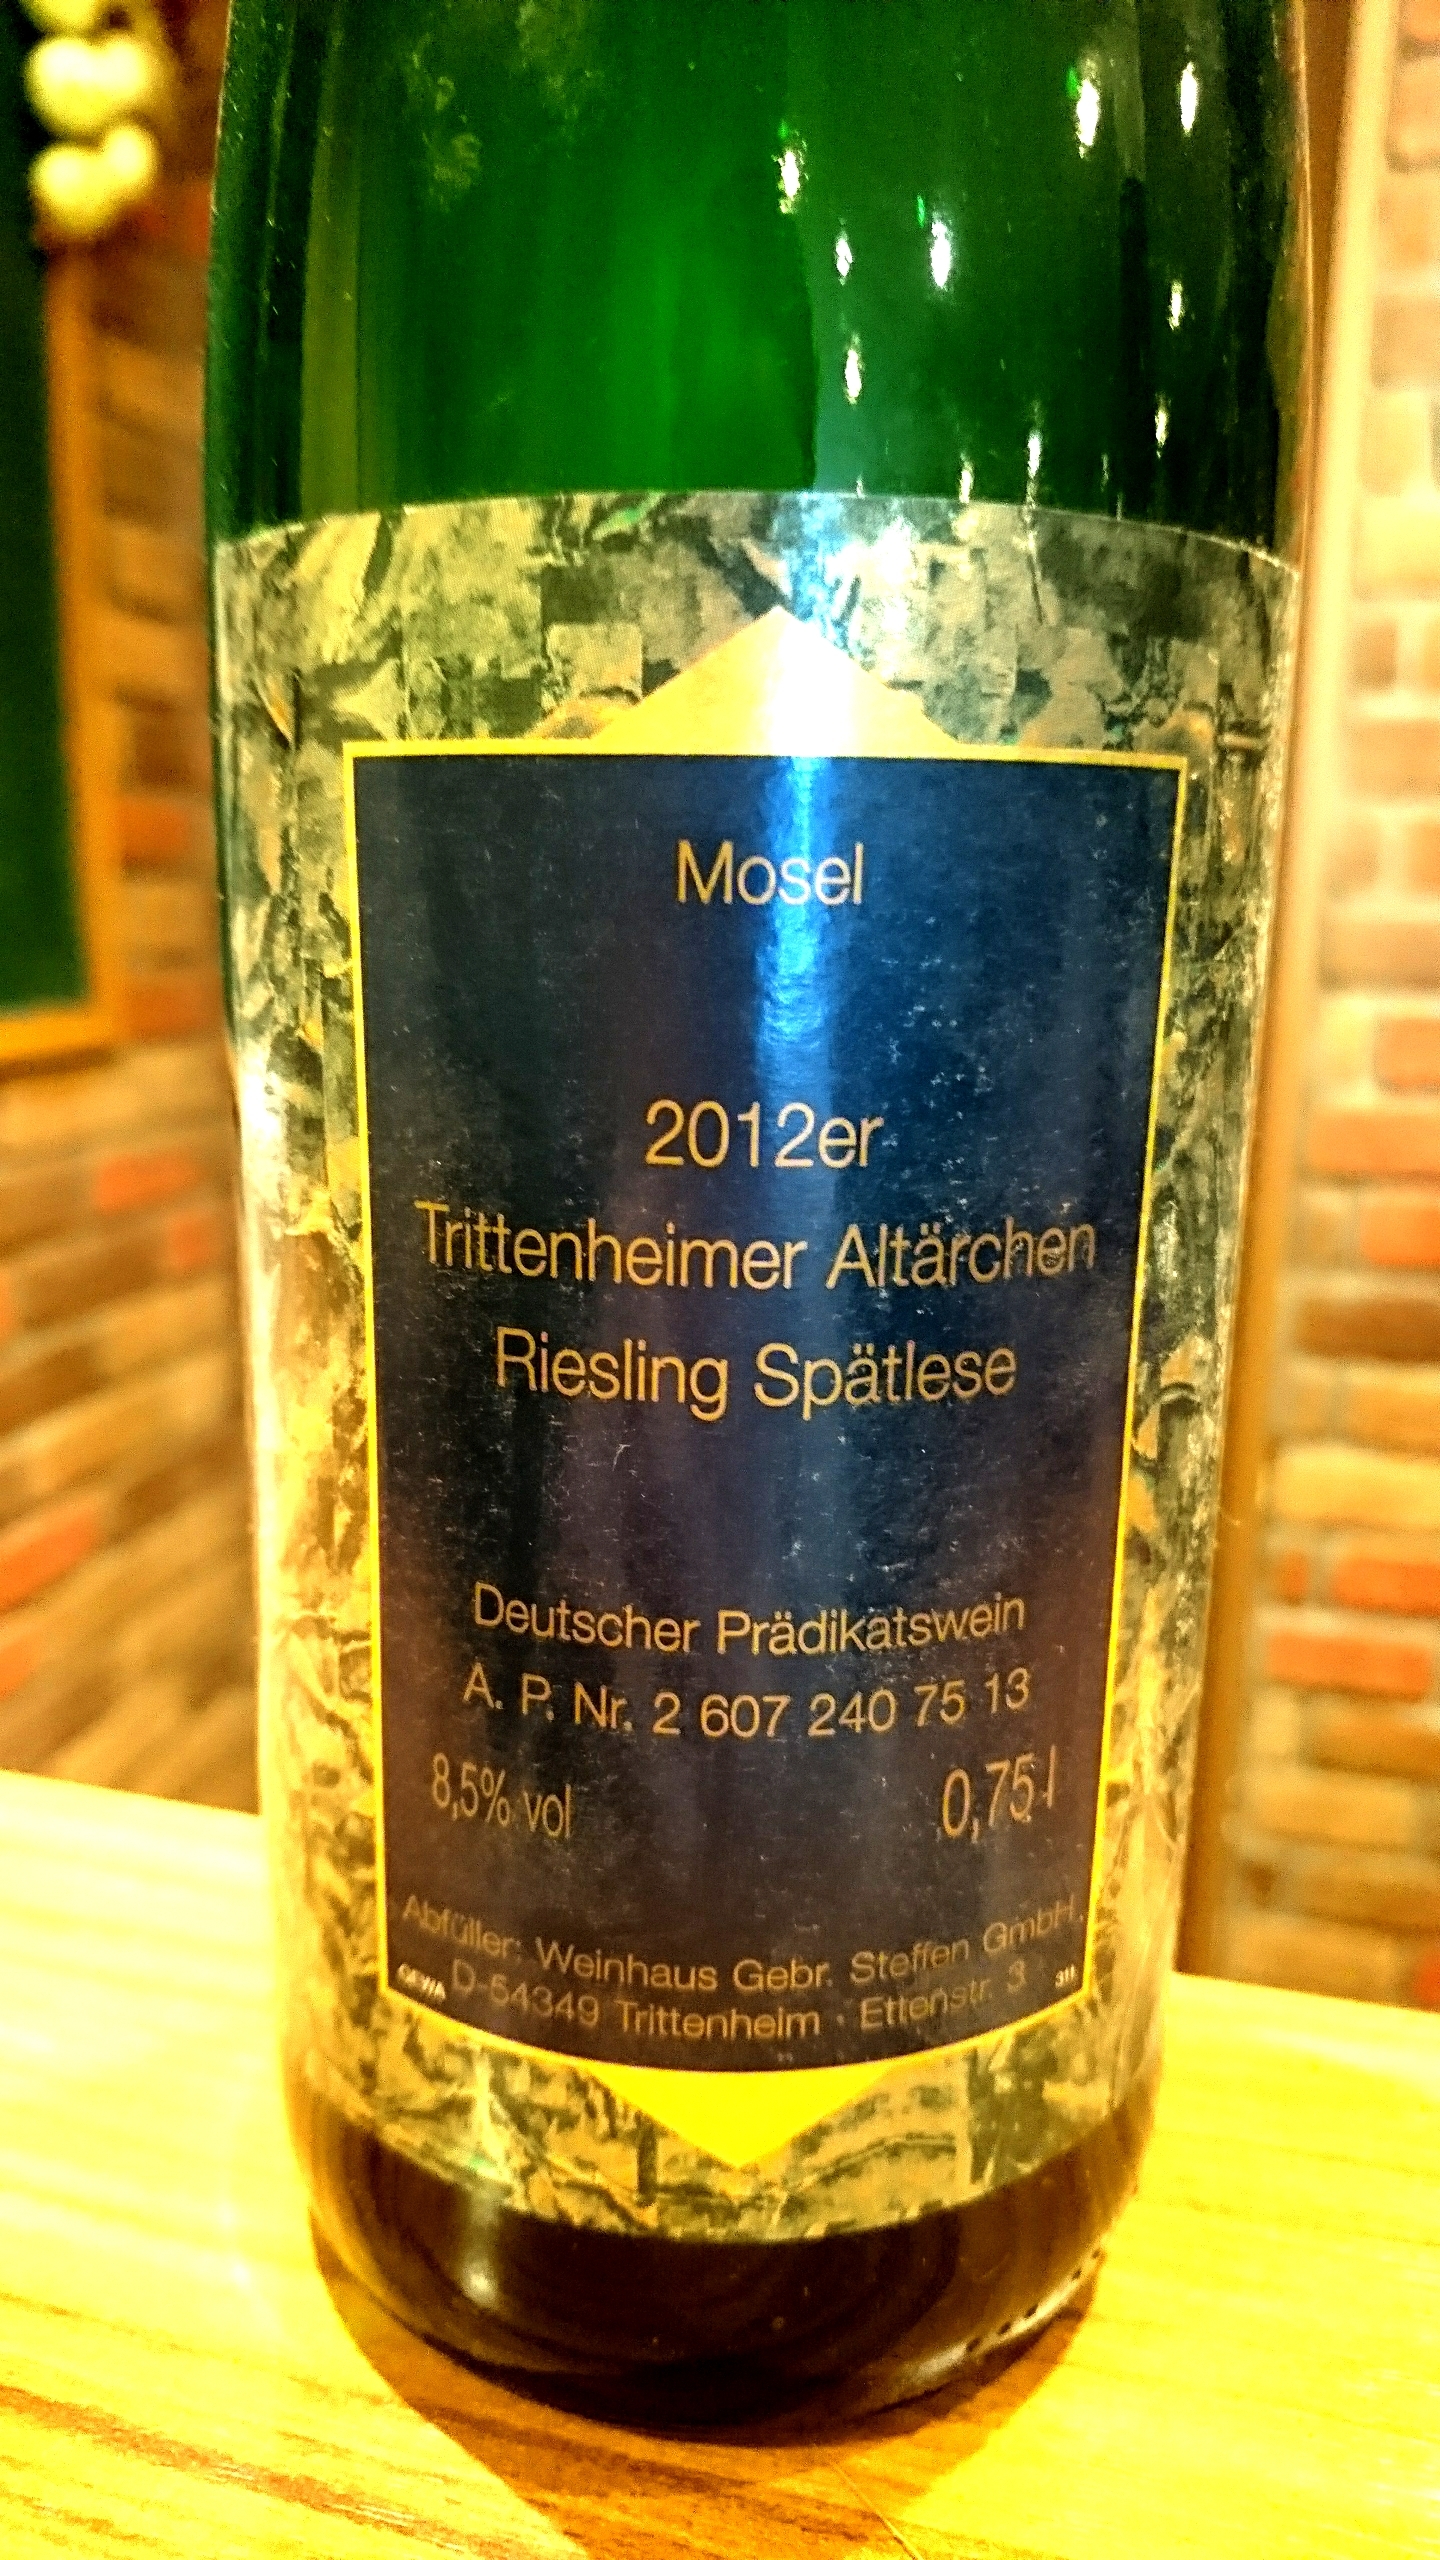 Mosel
2012er
Trittenheimer Altärchen
Riesling Spätlese
Deutscher Prädikatswein
A. P. Nr. 2 607 240 75 13
8,5% vol 0,75 l
Abfüller: Weinhaus Gebr. Steffen GmbH,
D-54349 Trittenheim · Ettenstr. 3
311